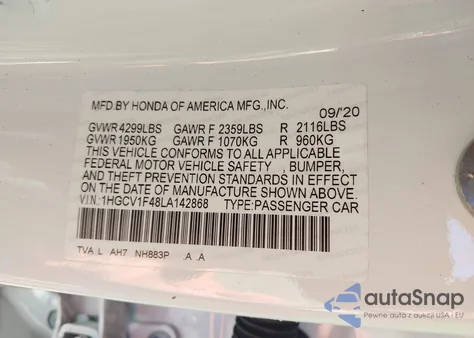 MFD.BY HONDA OF AMERICA MFG.,INC. 09/'20
GVWR 4299LBS GAWR F 2359LBS R 2116LBS
GVWR 1950KG GAWR F 1070KG R 960KG
THIS VEHICLE CONFORMS TO ALL APPLICABLE
FEDERAL MOTOR VEHICLE SAFETY , BUMPER,
AND THEFT PREVENTION STANDARDS IN EFFECT
ON THE DATE OF MANUFACTURE SHOWN ABOVE.
V.I.N.: 1HGCV1F48LA142868 TYPE:PASSENGER CAR
TVA L AH7 NH883P .A .A
autoSnap
Pewne auta z aukcji USA i EU